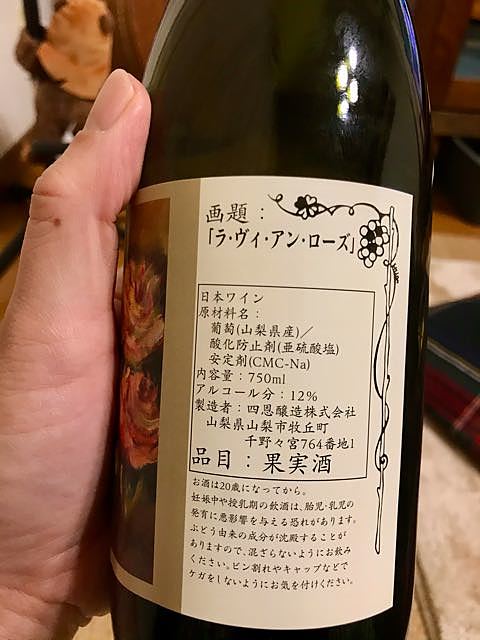 画題：
「ラ・ヴィ・アン・ローズ」
日本ワイン
原材料名：
葡萄(山梨県産)／
酸化防止剤(亜硫酸塩)
安定剤(CMC-Na)
内容量：750ml
アルコール分：12%
製造者：四恩醸造株式会社
山梨県山梨市牧丘町
千野々宮764番地1
品目：果実酒
お酒は20歳になってから。
妊娠中や授乳期の飲酒は、胎児・乳児の
発育に悪影響を与える恐れがあります。
ぶどう由来の成分が沈殿することが
ありますので、混ざらないようにお飲み
ください。ビン割れやキャップなどで
ケガをしないようにお気を付けください。